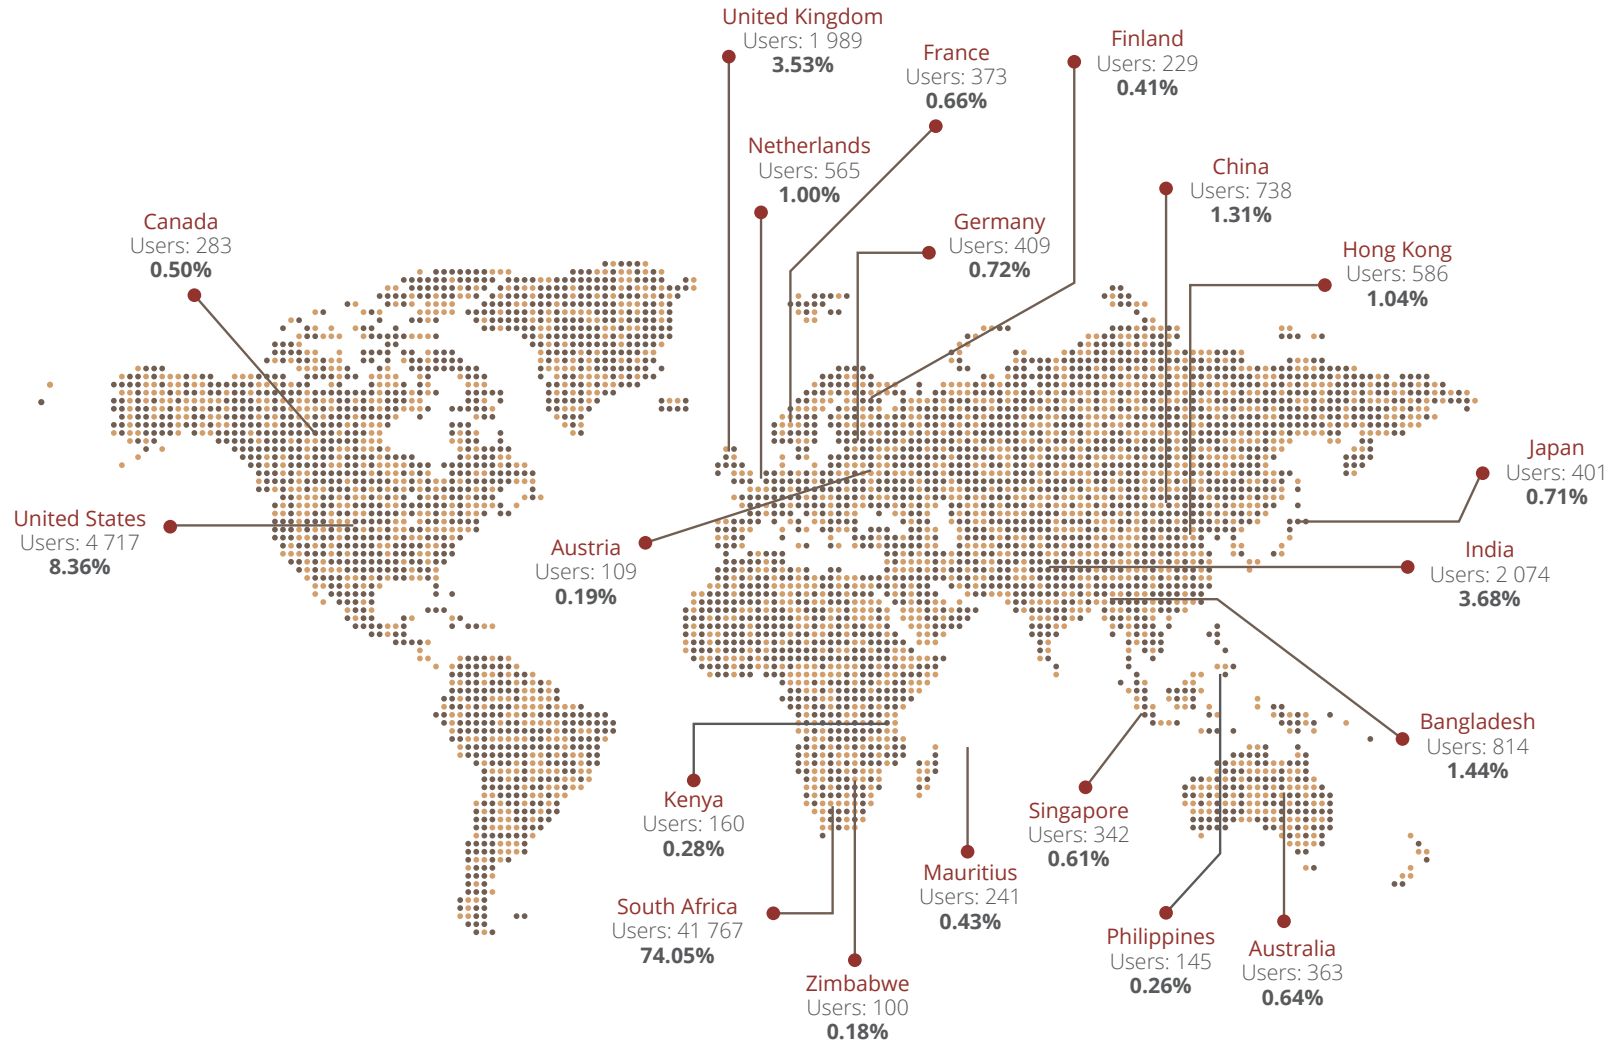 United Kingdom
Users: 1 989
3.53%
France
Users: 373
0.66%
Finland
Users: 229
0.41%
Netherlands
Users: 565
1.00%
China
Users: 738
1.31%
Canada
Users: 283
0.50%
Germany
Users: 409
0.72%
Hong Kong
Users: 586
1.04%
Japan
Users: 401
0.71%
United States
Users: 4 717
8.36%
Austria
Users: 109
0.19%
India
Users: 2 074
3.68%
Bangladesh
Users: 814
1.44%
Kenya
Users: 160
0.28%
Singapore
Users: 342
0.61%
Mauritius
Users: 241
0.43%
South Africa
Users: 41 767
74.05%
Philippines
Users: 145
0.26%
Australia
Users: 363
0.64%
Zimbabwe
Users: 100
0.18%